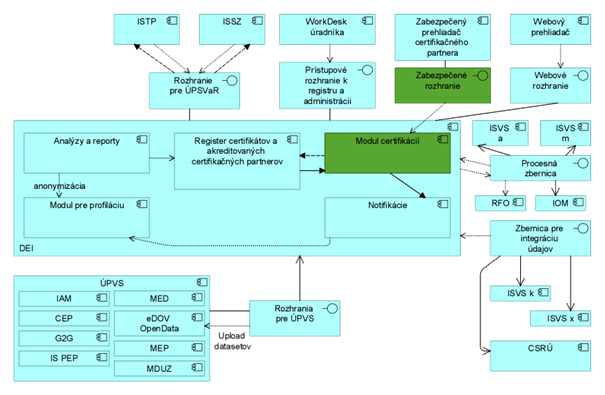 ISTP
ISSZ
WorkDesk
úradníka
Zabezpečený
prehliadač
certifikačného
partnera
Webový
prehliadač
Rozhranie
pre ÚPSVaR
Prístupové
rozhranie k
registru a
administrácii
Zabezpečené
rozhranie
Webové
rozhranie
Analýzy a reporty
Register certifikátov a
akreditovaných
certifikačných partnerov
Modul certifikácií
ISVS
a
ISVS
m
Procesná
zbernica
anonymizácia
Modul pre profiláciu
Notifikácie
RFO
IOM
DEI
Zbernica pre
integráciu
údajov
ÚPVS
IAM
MED
CEP
eDOV
OpenData
G2G
MEP
IS PEP
MDUZ
Upload
datasetov
Rozhrania
pre ÚPVS
ISVS k
ISVS x
CSRÚ